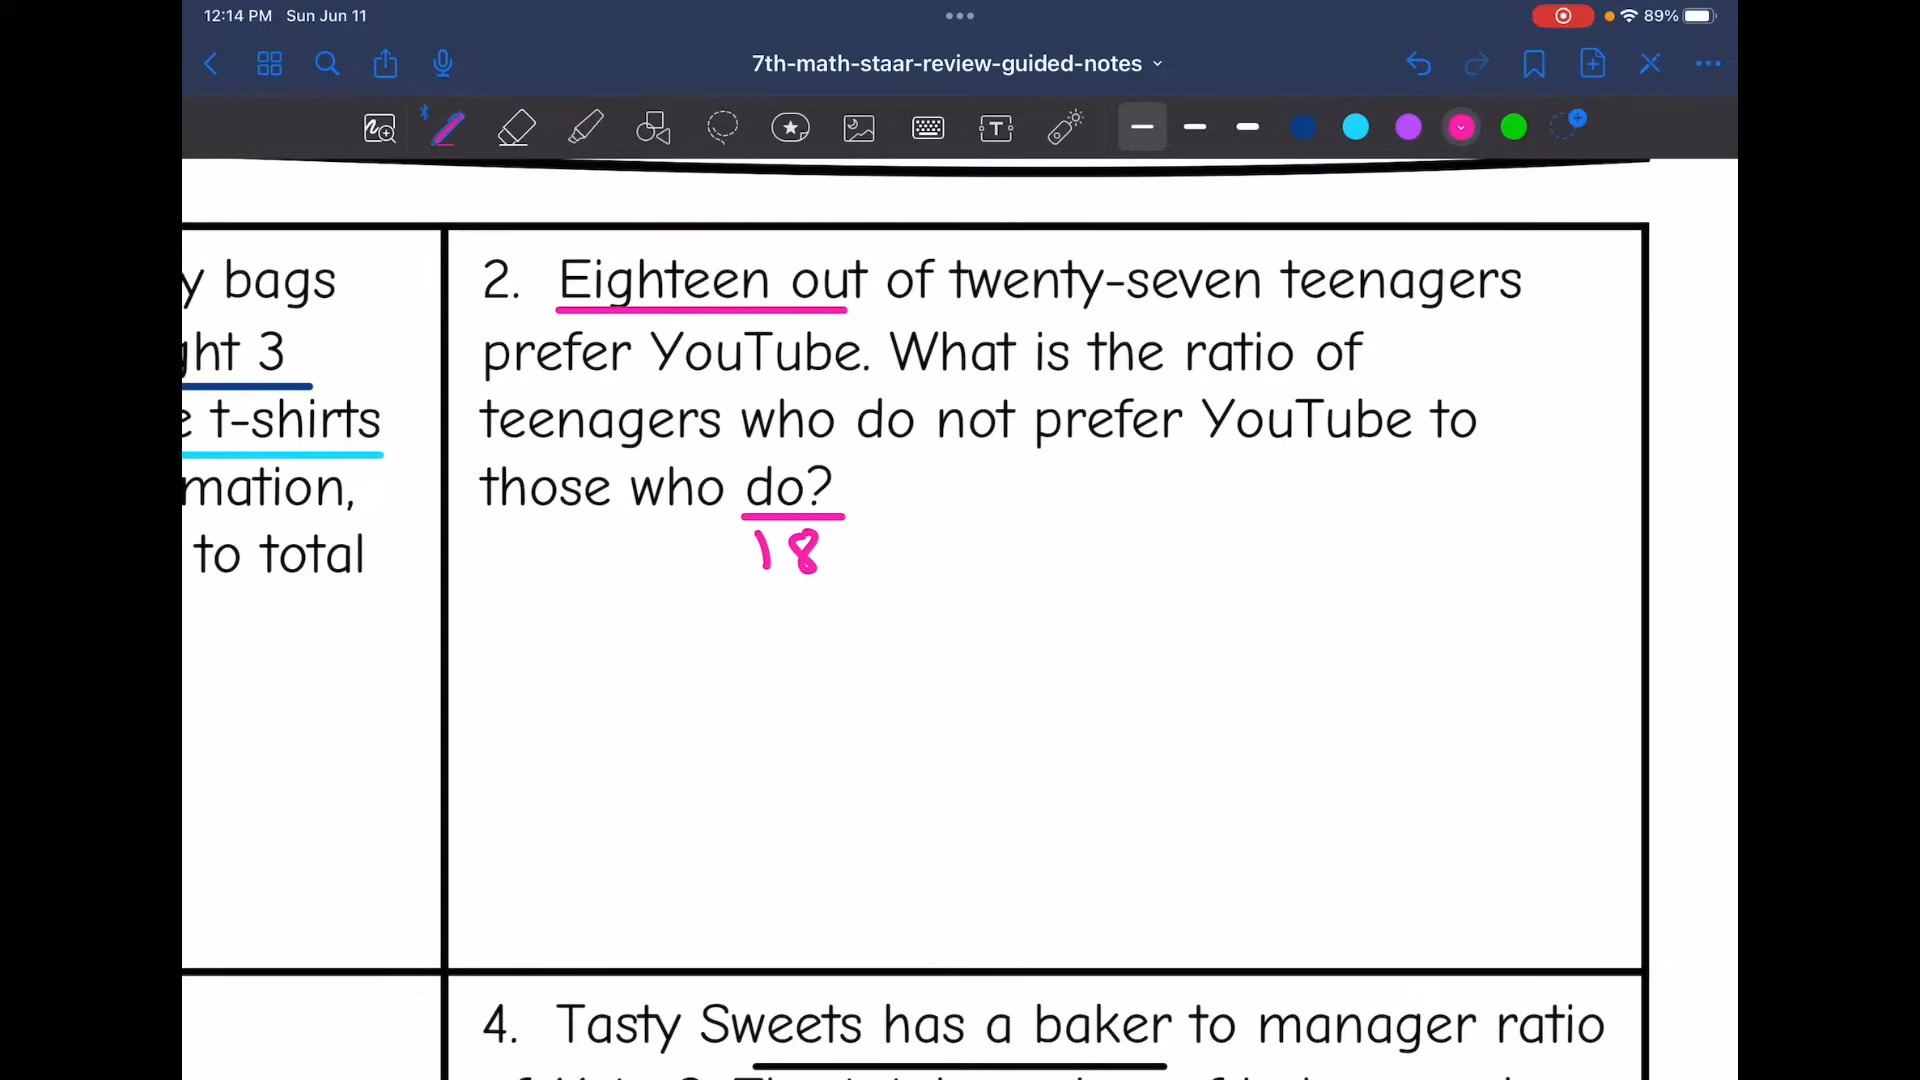 12:14 PM Sun Jun 11
89%
7th-math-staar-review-guided-notes
y bags
ght 3
e t-shirts
mation,
to total
2. Eighteen out of twenty-seven teenagers
prefer YouTube. What is the ratio of
teenagers who do not prefer YouTube to
those who do?
18
4. Tasty Sweets has a baker to manager ratio